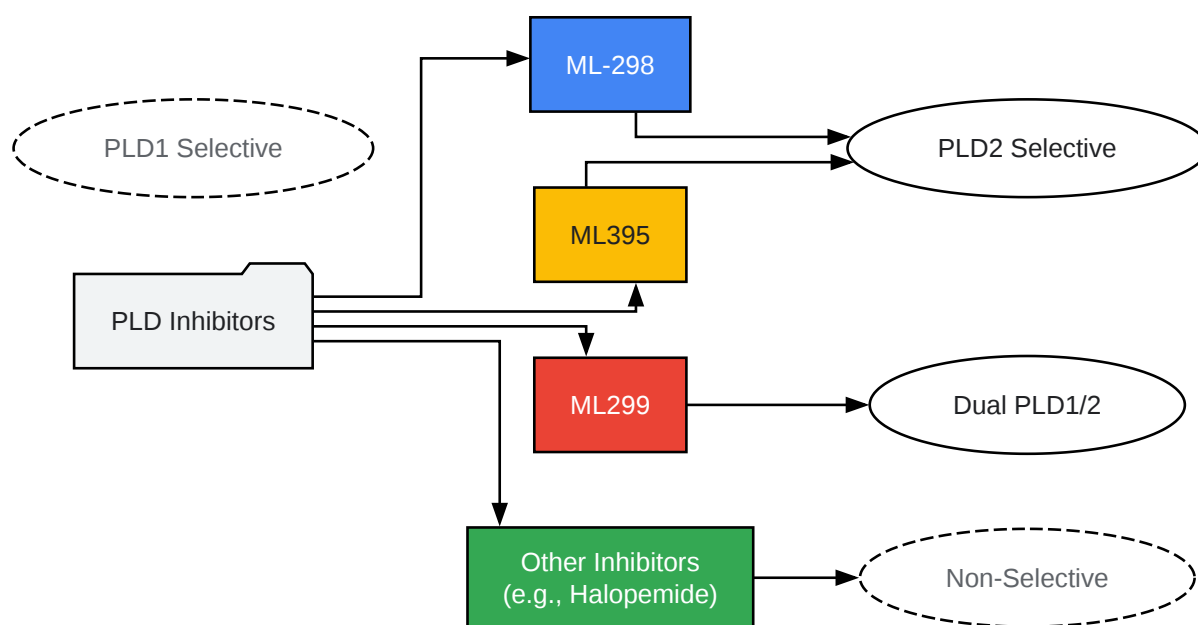 ML-298
PLD1 Selective
PLD2 Selective
ML395
PLD Inhibitors
ML299
Dual PLD1/2
Other Inhibitors
(e.g., Halopemide)
Non-Selective